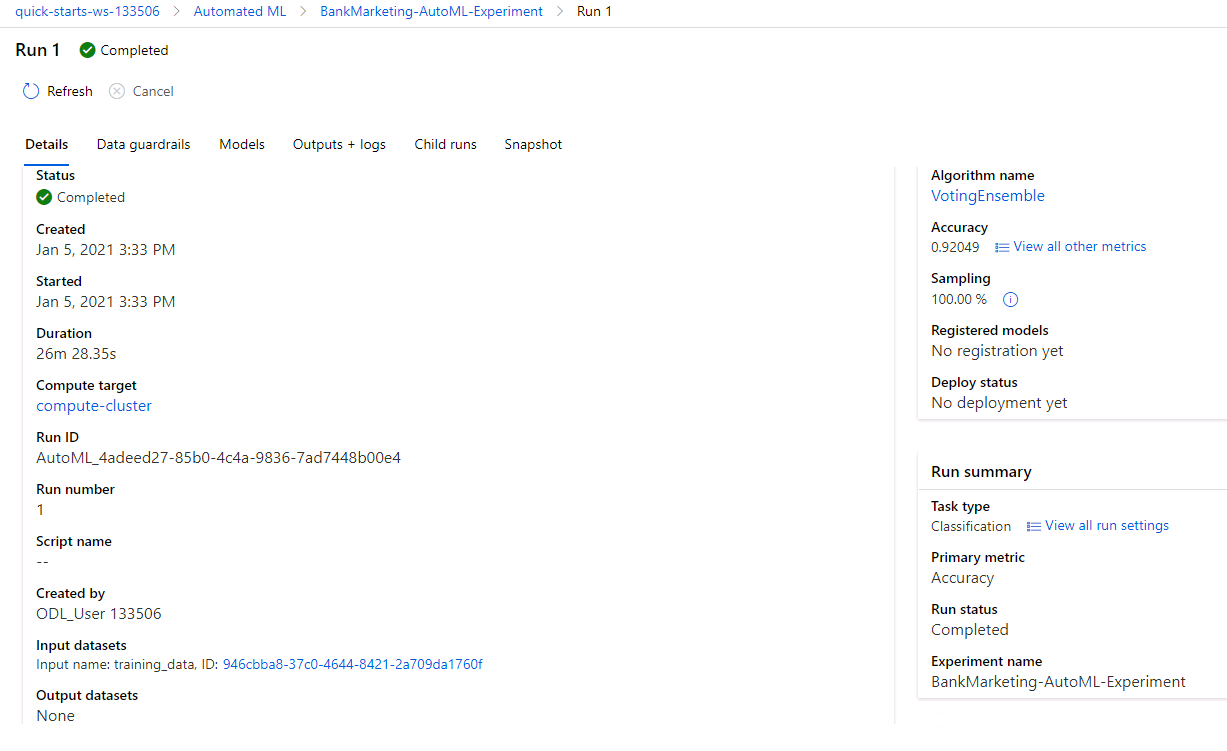 quick-starts-ws-133506 > Automated ML > BankMarketing-AutoML-Experiment > Run 1
Run 1 Completed
Refresh Cancel
Details Data guardrails Models Outputs + logs Child runs Snapshot
Status
Completed
Created
Jan 5, 2021 3:33 PM
Started
Jan 5, 2021 3:33 PM
Duration
26m 28.35s
Compute target
compute-cluster
Run ID
AutoML_4adeed27-85b0-4c4a-9836-7ad7448b00e4
Run number
1
Script name
--
Created by
ODL_User 133506
Input datasets
Input name: training_data, ID: 946cbba8-37c0-4644-8421-2a709da1760f
Output datasets
None
Algorithm name
VotingEnsemble
Accuracy
0.92049 View all other metrics
Sampling
100.00 %
Registered models
No registration yet
Deploy status
No deployment yet
Run summary
Task type
Classification View all run settings
Primary metric
Accuracy
Run status
Completed
Experiment name
BankMarketing-AutoML-Experiment